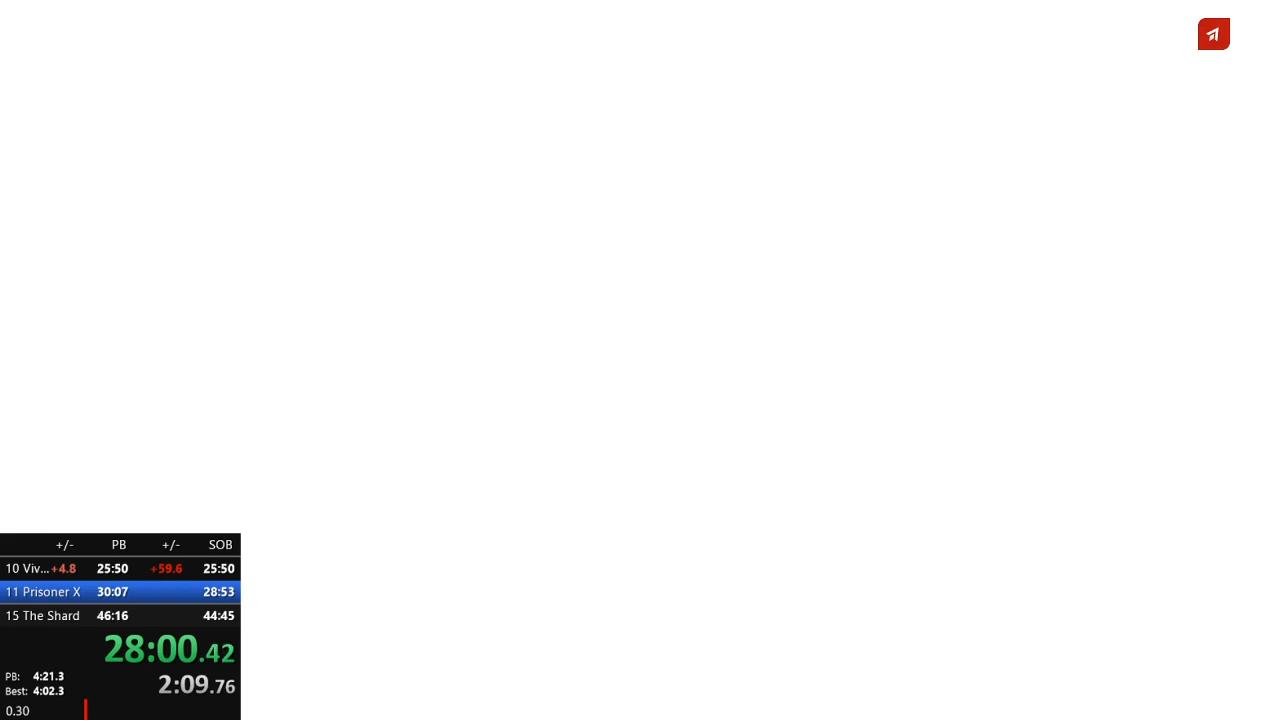 +/- PB +/- SOB
10 Viv... +4.8 25:50 +59.6 25:50
11 Prisoner X 30:07 28:53
15 The Shard 46:16 44:45
28:00.42
PB: 4:21.3
2:09.76
Best: 4:02.3
0.30